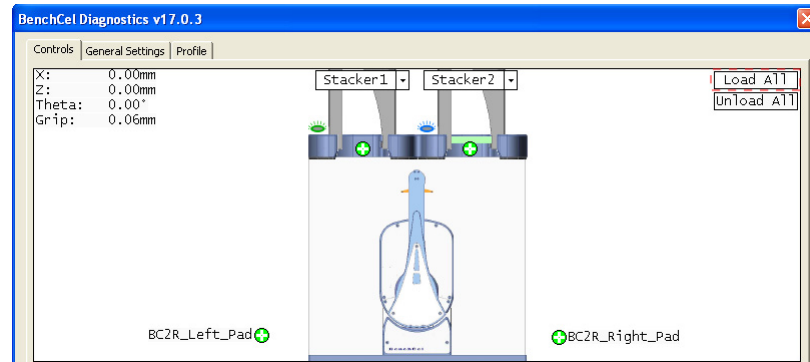 BenchCel Diagnostics v17.0.3
Controls General Settings Profile
X: 0.00mm
Z: 0.00mm
Theta: 0.00°
Grip: 0.06mm
Stacker1 Stacker2
Load All
Unload All
BC2R_Left_Pad BC2R_Right_Pad